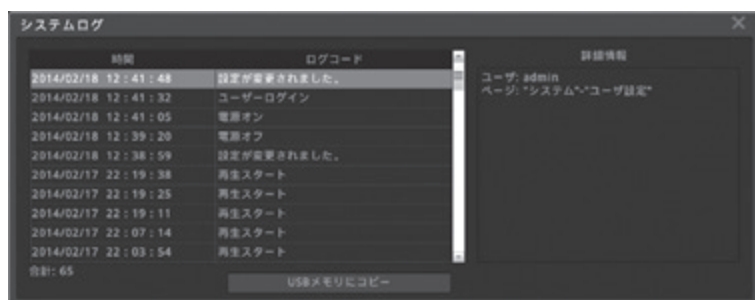 システムログ
時間 ログコード
2014/02/18 12:41:48 設定が変更されました。
2014/02/18 12:41:32 ユーザーログイン
2014/02/18 12:41:05 電源オン
2014/02/18 12:39:20 電源オフ
2014/02/18 12:38:59 設定が変更されました。
2014/02/17 22:19:38 再生スタート
2014/02/17 22:19:25 再生スタート
2014/02/17 22:19:11 再生スタート
2014/02/17 22:07:14 再生スタート
2014/02/17 22:03:54 再生スタート
合計: 65
USBメモリにコピー
詳細情報
ユーザ: admin
ページ: "システム"-"ユーザ設定"